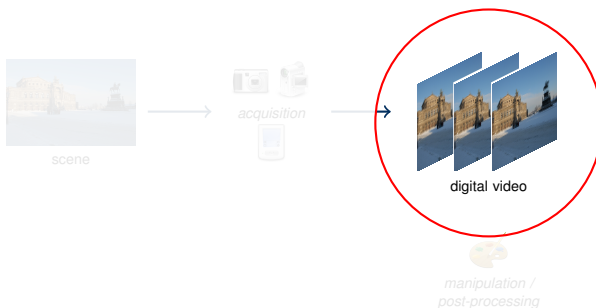 acquisition
scene
digital video
manipulation /
post-processing